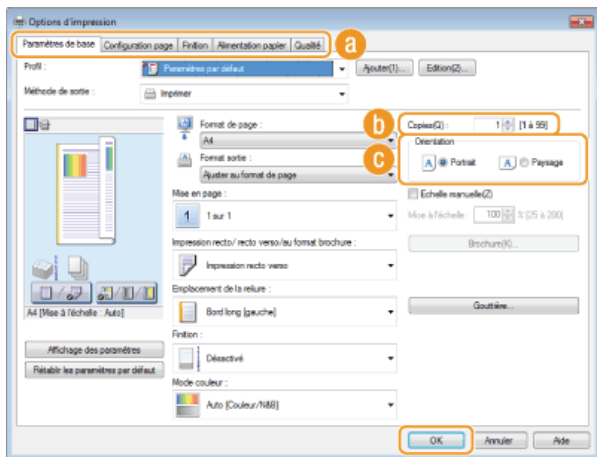 Options d'impression
Paramètres de base Configuration page Finition Alimentation papier Qualité
a
Profil : Paramètres par défaut Ajouter(1)... Edition(2)...
Méthode de sortie : Imprimer
Format de page :
A4
Format sortie :
Ajuster au format de page
b
Copies(Q) : 1 [1 à 99]
c
Orientation
A Portrait A Paysage
Echelle manuelle(Z)
Mise à l'échelle : 100 % [25 à 200]
Mise en page :
1 1 sur 1
Brochure(K)...
Impression recto/ recto verso/au format brochure :
Impression recto verso
Emplacement de la reliure :
Bord long [gauche]
Gouttière...
A4 [Mise à l'échelle : Auto]
Finition :
Désactivé
Affichage des paramètres
Rétablir les paramètres par défaut
Mode couleur :
Auto [Couleur/N&B]
OK Annuler Aide